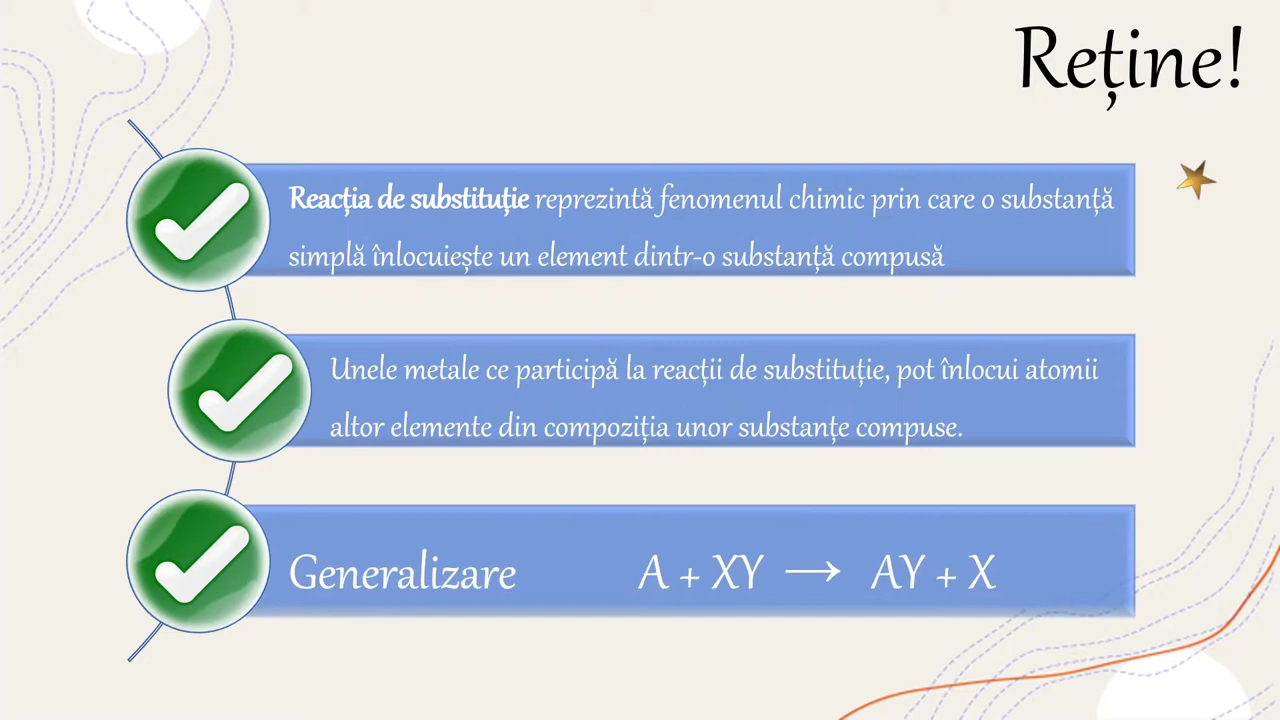 Reține!
Reacția de substituție reprezintă fenomenul chimic prin care o substanță
simplă înlocuiește un element dintr-o substanță compusă
Unele metale ce participă la reacții de substituție, pot înlocui atomii
altor elemente din compoziția unor substanțe compuse.
Generalizare A + XY → AY + X